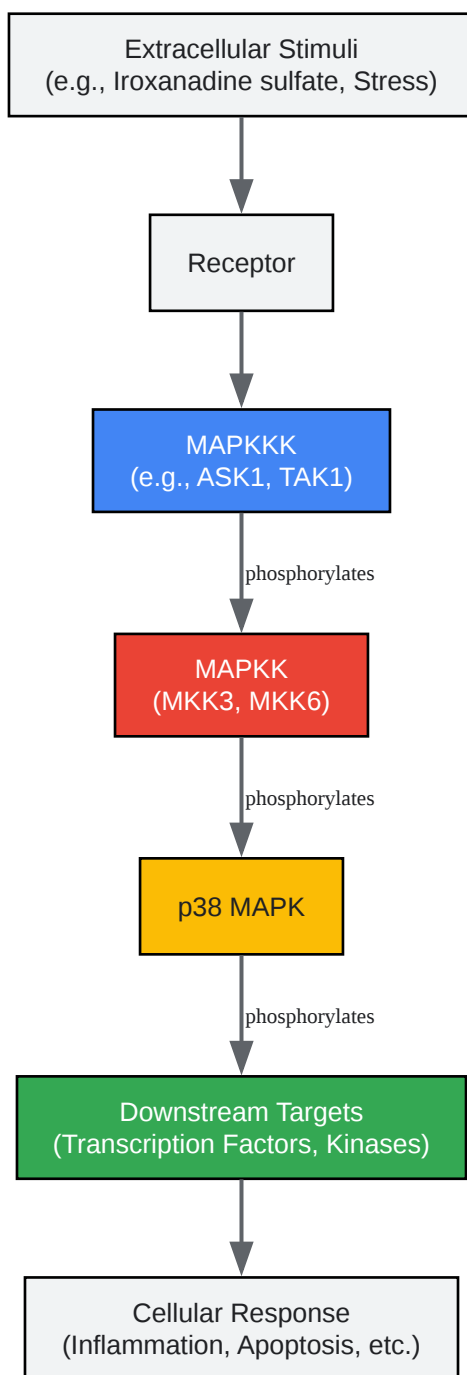 Extracellular Stimuli
(e.g., Iroxanadine sulfate, Stress)
Receptor
MAPKKK
(e.g., ASK1, TAK1)
phosphorylates
MAPKK
(MKK3, MKK6)
phosphorylates
p38 MAPK
phosphorylates
Downstream Targets
(Transcription Factors, Kinases)
Cellular Response
(Inflammation, Apoptosis, etc.)